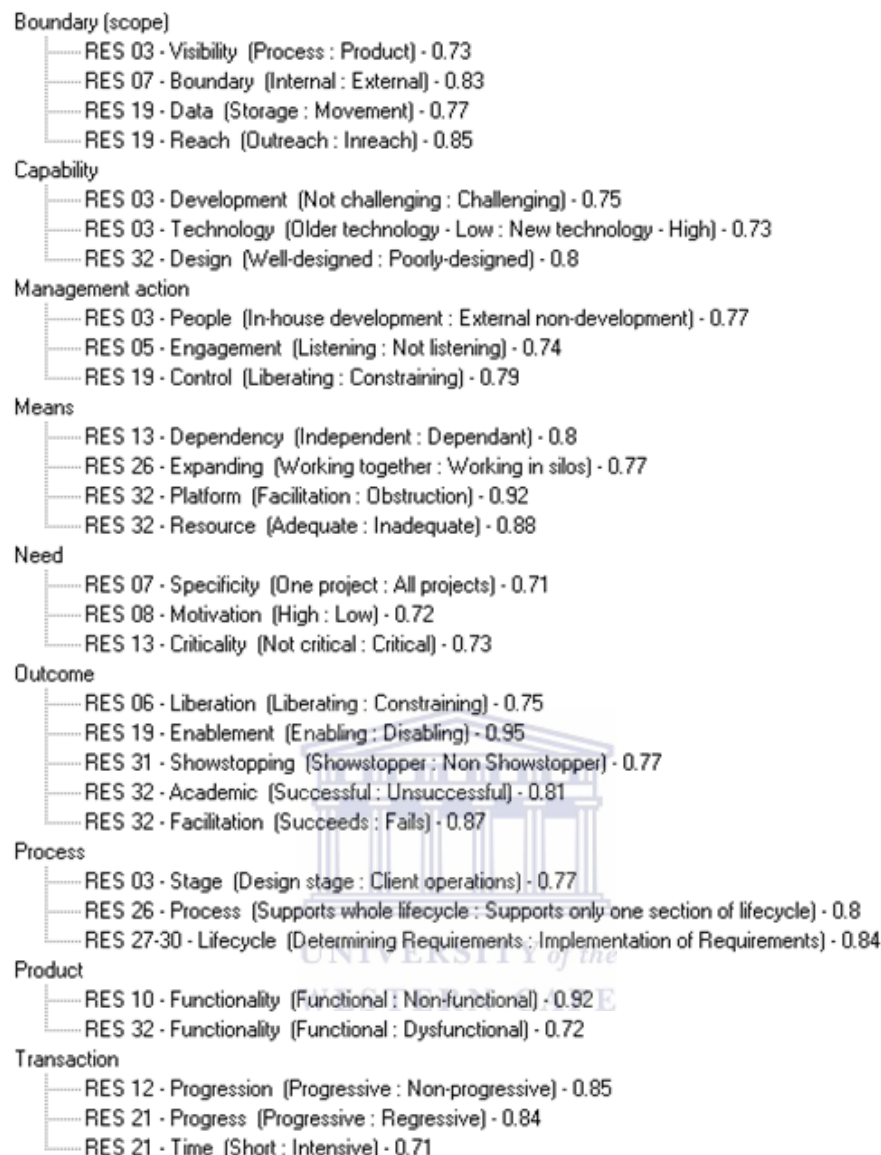 Boundary (scope)
RES 03 - Visibility (Process : Product) - 0.73
RES 07 - Boundary (Internal : External) - 0.83
RES 19 - Data (Storage : Movement) - 0.77
RES 19 - Reach (Outreach : Inreach) - 0.85
Capability
RES 03 - Development (Not challenging : Challenging) - 0.75
RES 03 - Technology (Older technology - Low : New technology - High) - 0.73
RES 32 - Design (Well-designed : Poorly-designed) - 0.8
Management action
RES 03 - People (In-house development : External non-development) - 0.77
RES 05 - Engagement (Listening : Not listening) - 0.74
RES 19 - Control (Liberating : Constraining) - 0.79
Means
RES 13 - Dependency (Independent : Dependant) - 0.8
RES 26 - Expanding (Working together : Working in silos) - 0.77
RES 32 - Platform (Facilitation : Obstruction) - 0.92
RES 32 - Resource (Adequate : Inadequate) - 0.88
Need
RES 07 - Specificity (One project : All projects) - 0.71
RES 08 - Motivation (High : Low) - 0.72
RES 13 - Criticality (Not critical : Critical) - 0.73
Outcome
RES 06 - Liberation (Liberating : Constraining) - 0.75
RES 19 - Enablement (Enabling : Disabling) - 0.95
RES 31 - Showstopping (Showstopper : Non Showstopper) - 0.77
RES 32 - Academic (Successful : Unsuccessful) - 0.81
RES 32 - Facilitation (Succeeds : Fails) - 0.87
Process
RES 03 - Stage (Design stage : Client operations) - 0.77
RES 26 - Process (Supports whole lifecycle : Supports only one section of lifecycle) - 0.8
RES 27-30 - Lifecycle (Determining Requirements : Implementation of Requirements) - 0.84
UNIVERSITY of the
Product
RES 10 - Functionality (Functional : Non-functional) - 0.92
WESTERN CAPE
RES 32 - Functionality (Functional : Dysfunctional) - 0.72
Transaction
RES 12 - Progression (Progressive : Non-progressive) - 0.85
RES 21 - Progress (Progressive : Regressive) - 0.84
RES 21 - Time (Short : Intensive) - 0.71